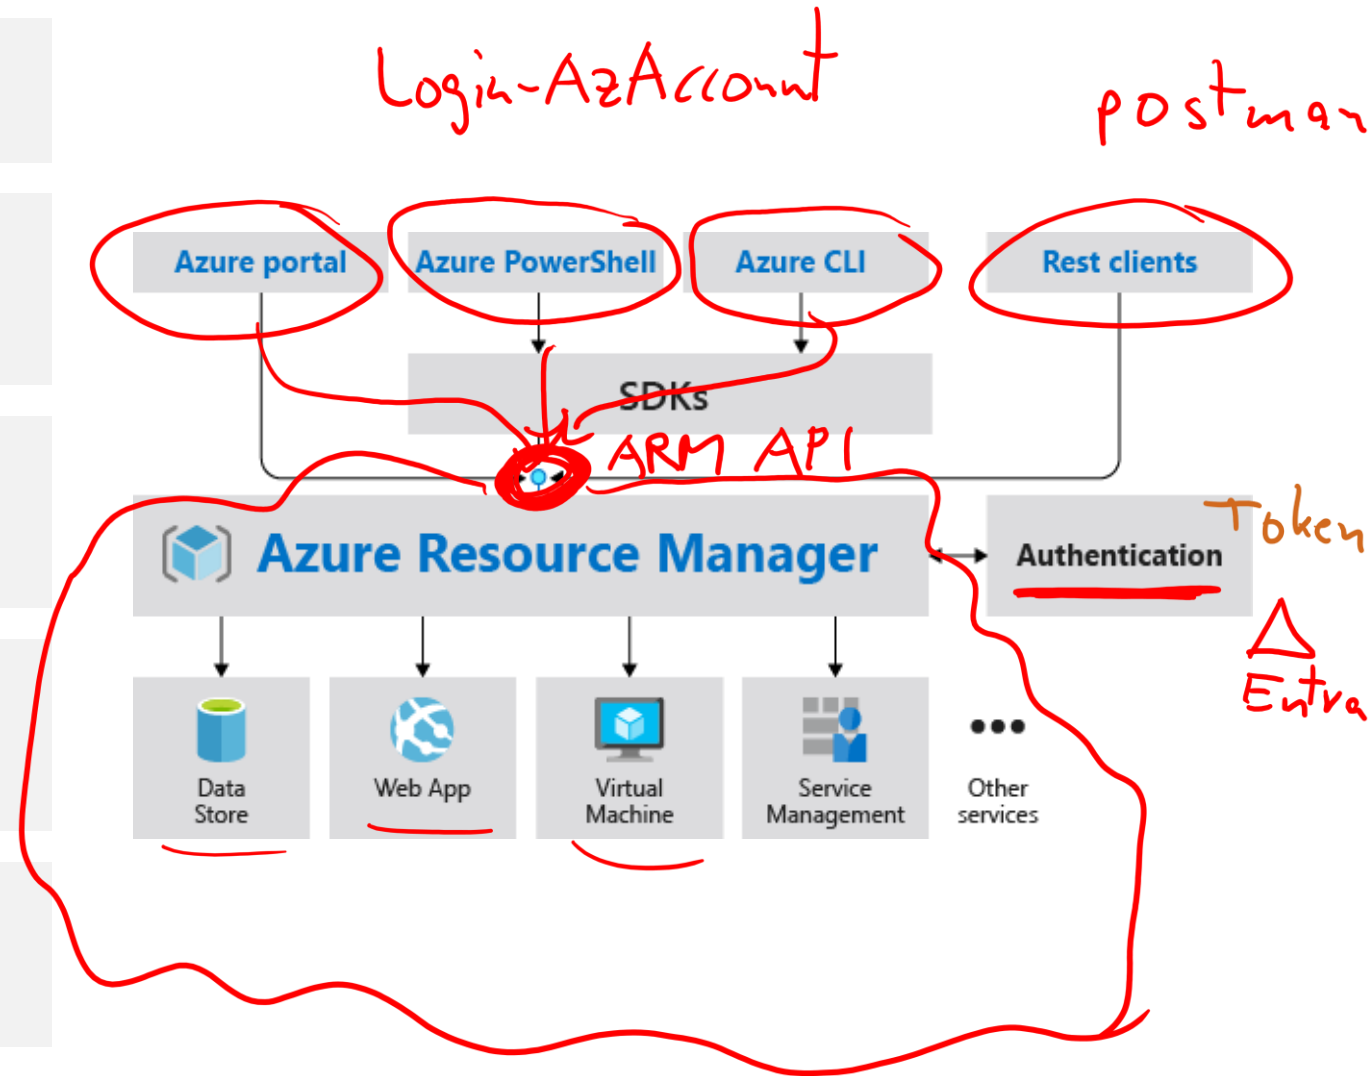 Login-AzAccount
postman
Azure portal
Azure PowerShell
Azure CLI
Rest clients
SDKs
ARM API
Azure Resource Manager
Token
Authentication
Entra
Data
Store
Web App
Virtual
Machine
Service
Management
Other
services